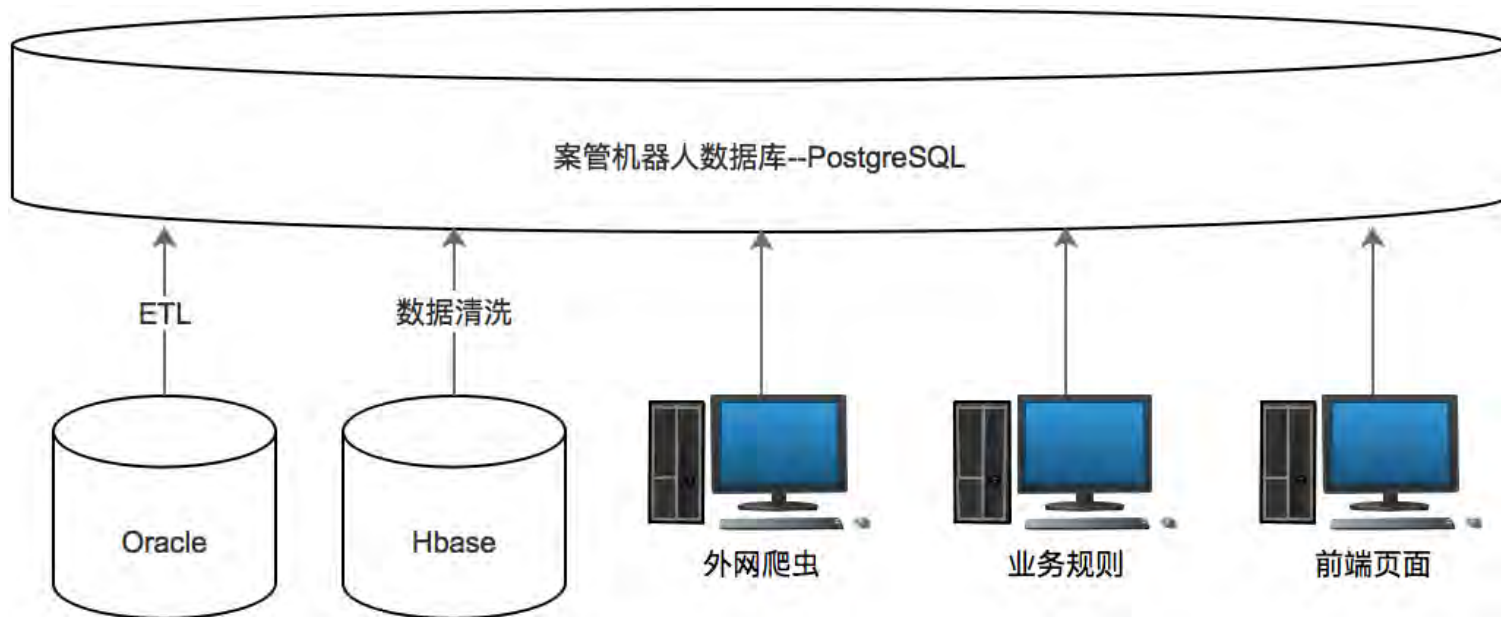 案管机器人数据库--PostgreSQL
ETL
数据清洗
Oracle
Hbase
外网爬虫
业务规则
前端页面